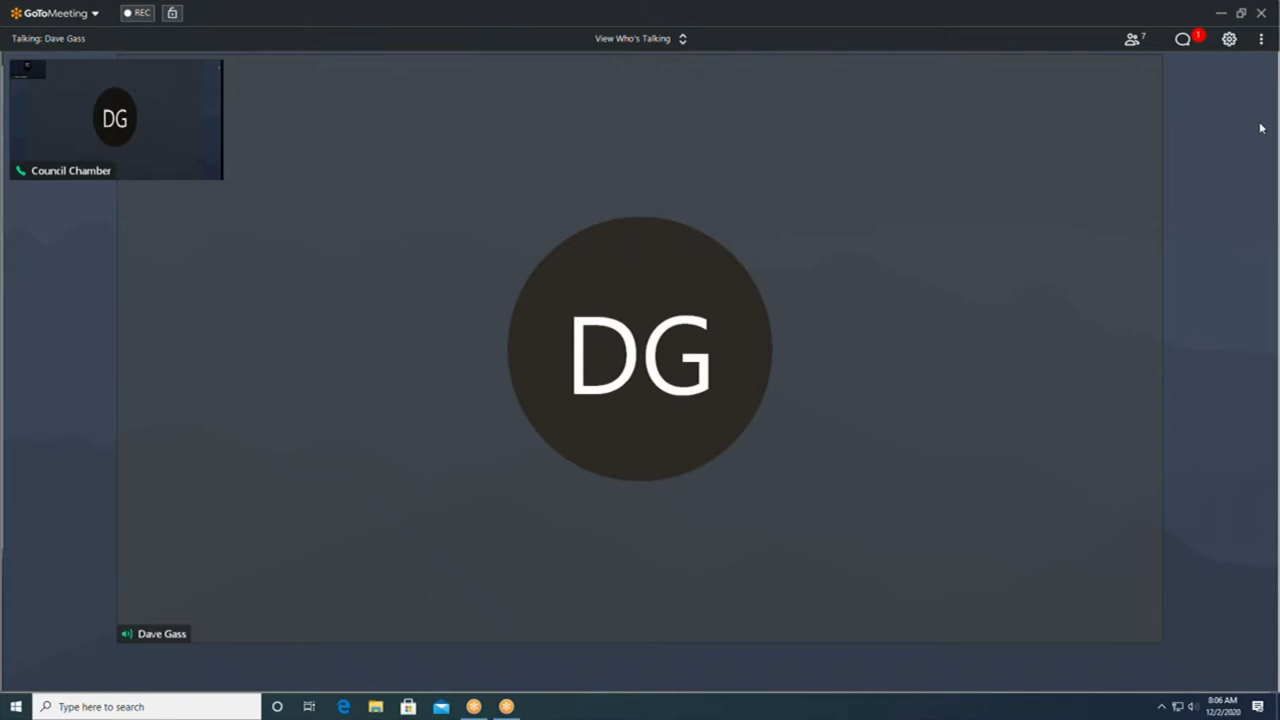 GoToMeeting
REC
Talking: Dave Gass
View Who's Talking
7
1
DG
Council Chamber
DG
Dave Gass
Type here to search
8:06 AM
12/2/2020